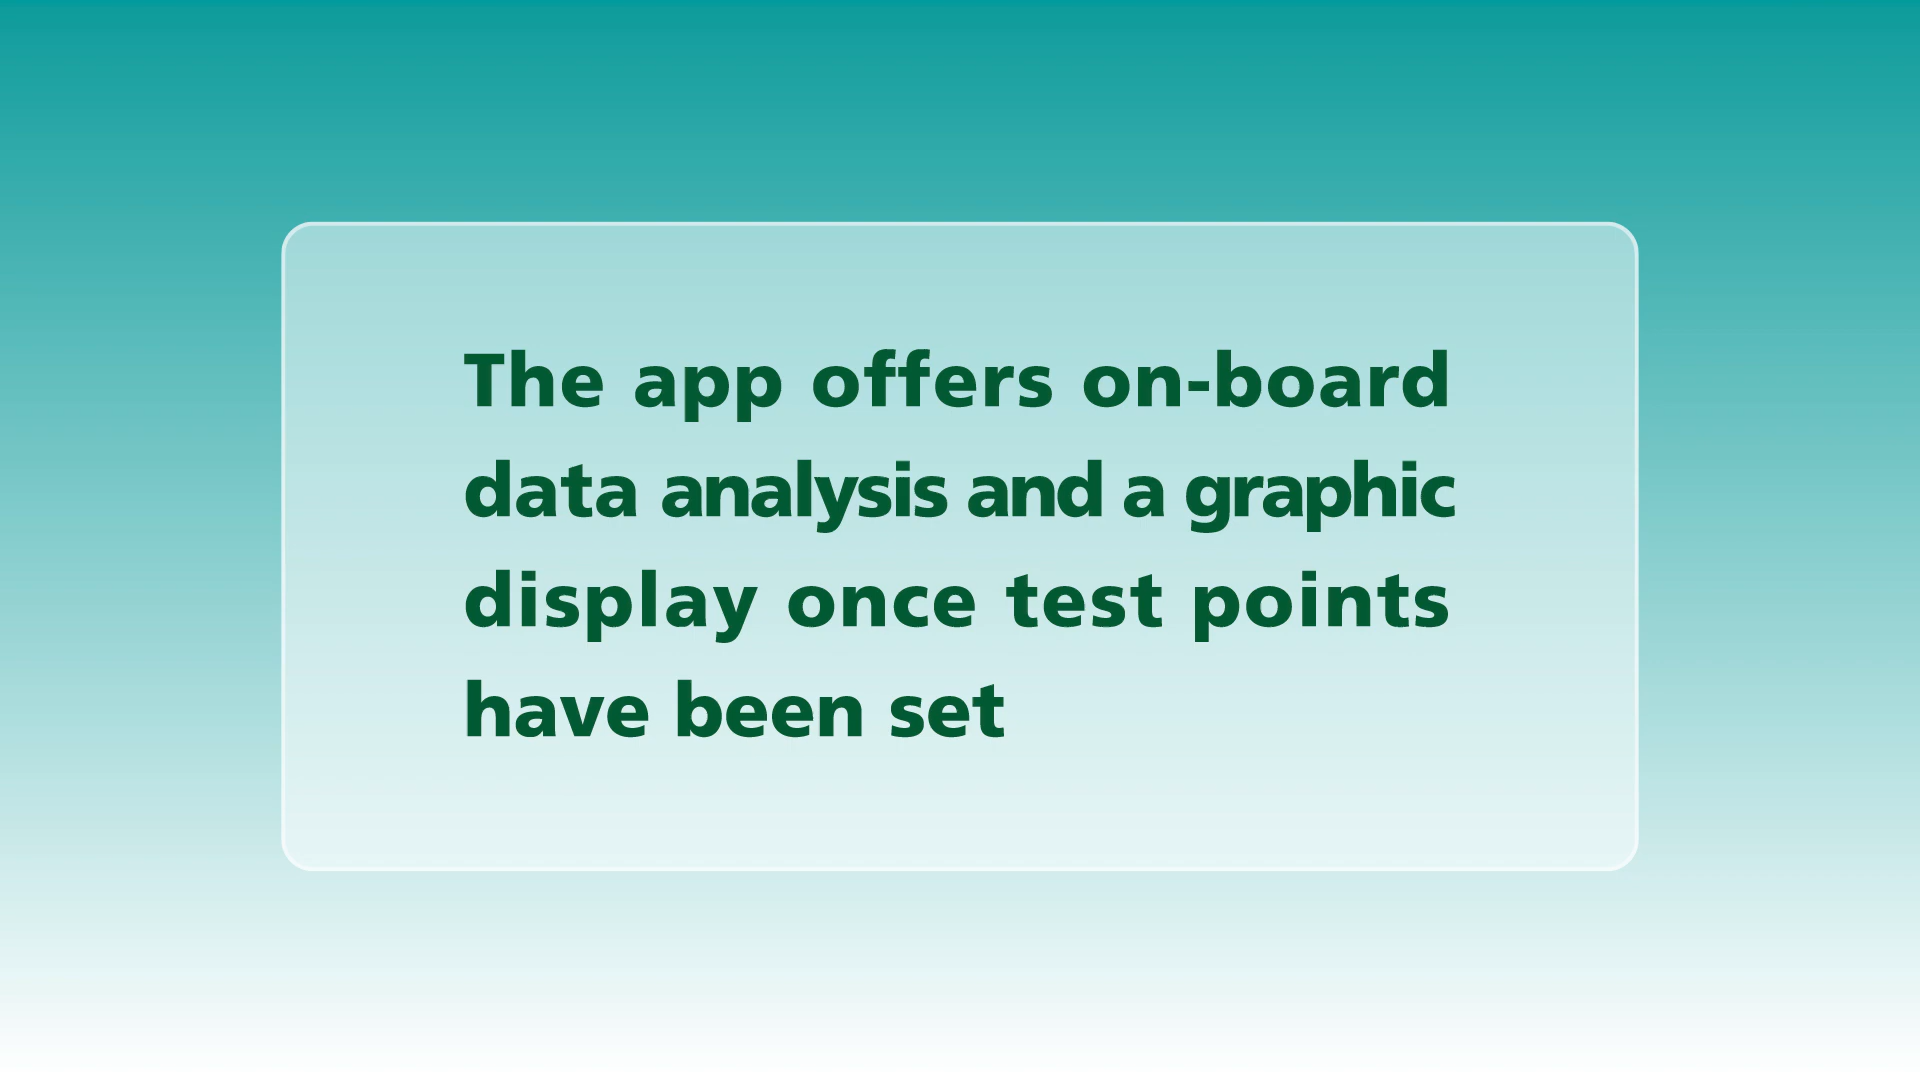 The app offers on-board
data analysis and a graphic
display once test points
have been set